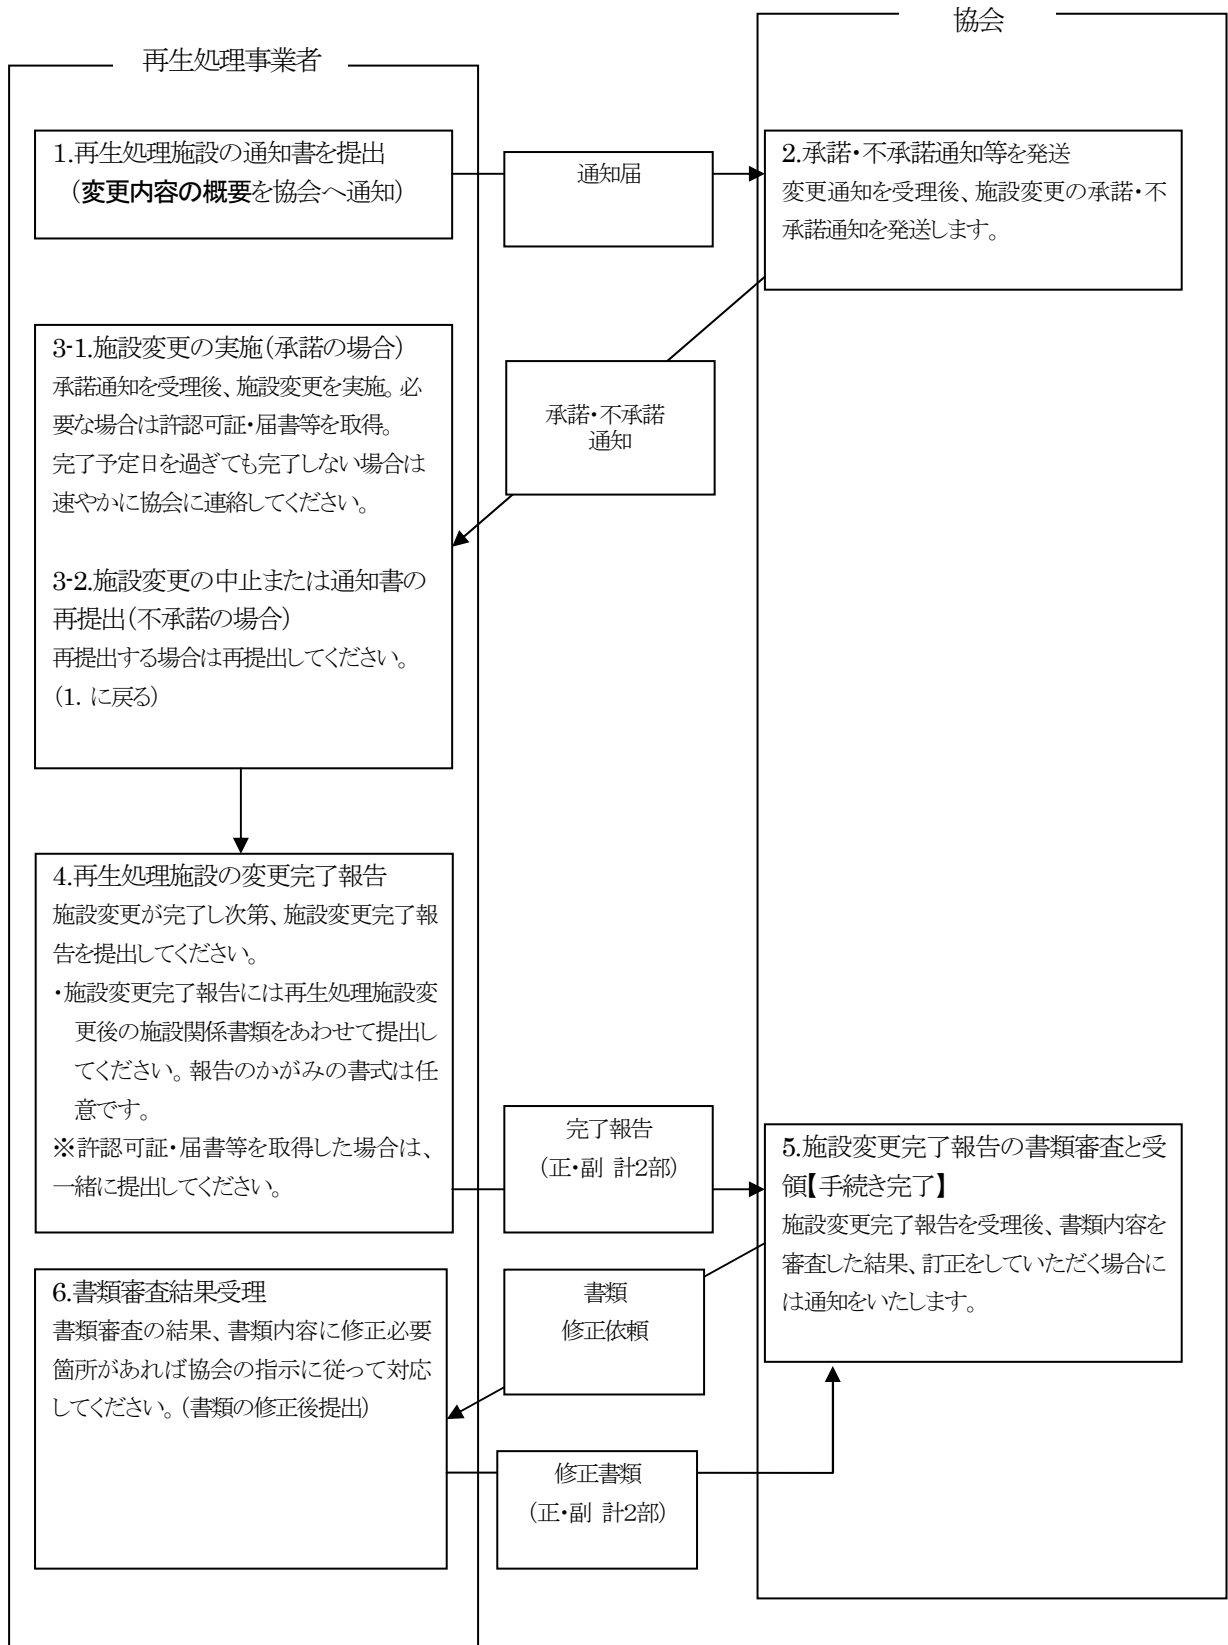 協会
再生処理事業者
1.再生処理施設の通知書を提出
（変更内容の概要を協会へ通知）
通知届
2.承諾・不承諾通知等を発送
変更通知を受理後、施設変更の承諾・不
承諾通知を発送します。
3-1.施設変更の実施（承諾の場合）
承諾通知を受理後、施設変更を実施。必
要な場合は許認可証・届書等を取得。
完了予定日を過ぎても完了しない場合は
速やかに協会に連絡してください。
承諾・不承諾
通知
3-2.施設変更の中止または通知書の
再提出（不承諾の場合）
再提出する場合は再提出してください。
（1. に戻る）
4.再生処理施設の変更完了報告
施設変更が完了し次第、施設変更完了報
告を提出してください。
・施設変更完了報告には再生処理施設変
更後の施設関係書類をあわせて提出し
てください。報告のかがみの書式は任
意です。
※許認可証・届書等を取得した場合は、
一緒に提出してください。
完了報告
（正・副 計2部）
5.施設変更完了報告の書類審査と受
領【手続き完了】
施設変更完了報告を受理後、書類内容を
審査した結果、訂正をしていただく場合に
は通知をいたします。
書類
修正依頼
6.書類審査結果受理
書類審査の結果、書類内容に修正必要
箇所があれば協会の指示に従って対応
してください。（書類の修正後提出）
修正書類
（正・副 計2部）